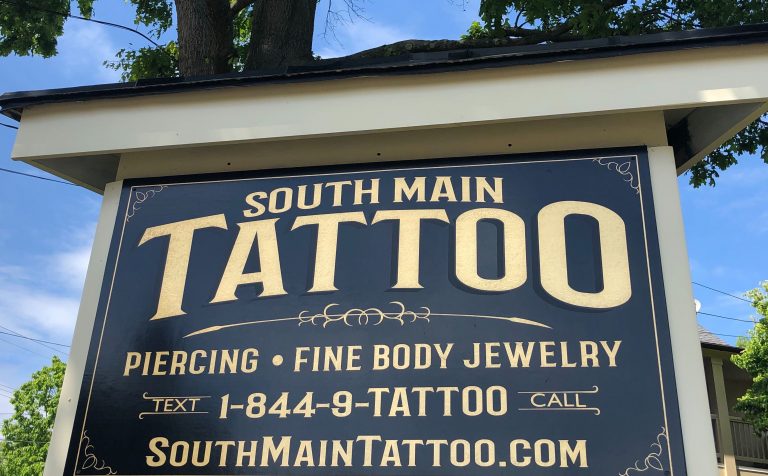 SOUTH MAIN
TATTOO
PIERCING • FINE BODY JEWELRY
TEXT 1-844-9-TATTOO CALL
SOUTHMAINTATTOO.COM